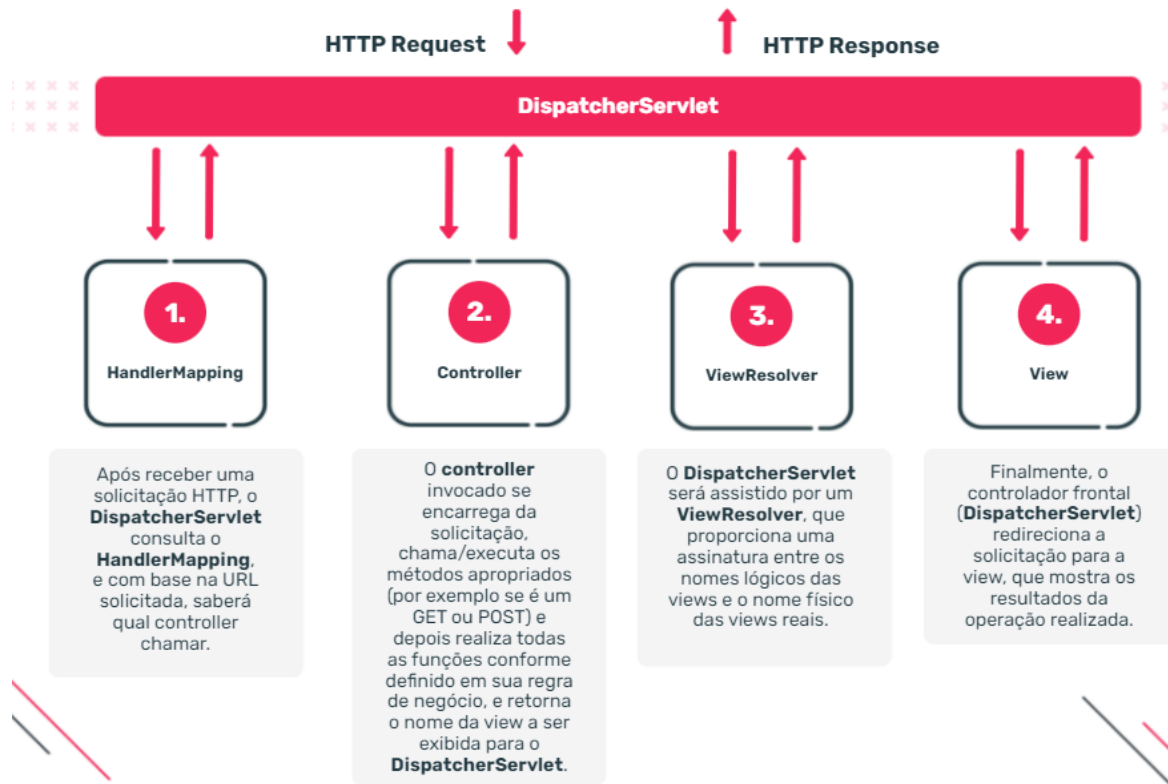 HTTP Request
HTTP Response
DispatcherServlet
1.
HandlerMapping
2.
Controller
3.
ViewResolver
4.
View
Após receber uma
solicitação HTTP, o
DispatcherServlet
consulta o
HandlerMapping,
e com base na URL
solicitada, saberá
qual controller
chamar.
O controller
invocado se
encarrega da
solicitação,
chama/executa os
métodos apropriados
(por exemplo se é um
GET ou POST) e
depois realiza todas
as funções conforme
definido em sua regra
de negócio, e retorna
o nome da view a ser
exibida para o
DispatcherServlet.
O DispatcherServlet
será assistido por um
ViewResolver, que
proporciona uma
assinatura entre os
nomes lógicos das
views e o nome físico
das views reais.
Finalmente, o
controlador frontal
(DispatcherServlet)
redireciona a
solicitação para a
view, que mostra os
resultados da
operação realizada.